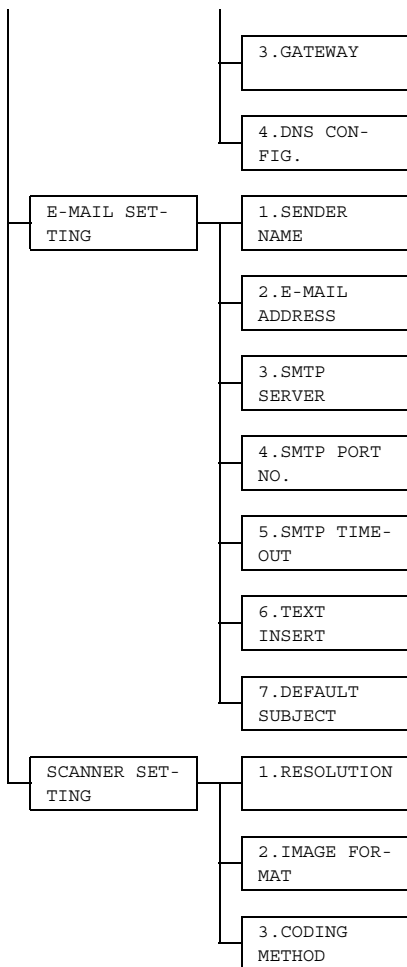 3.GATEWAY
4.DNS CON-
FIG.
E-MAIL SET-
TING
1.SENDER
NAME
2.E-MAIL
ADDRESS
3.SMTP
SERVER
4.SMTP PORT
NO.
5.SMTP TIME-
OUT
6.TEXT
INSERT
7.DEFAULT
SUBJECT
SCANNER SET-
TING
1.RESOLUTION
2.IMAGE FOR-
MAT
3.CODING
METHOD